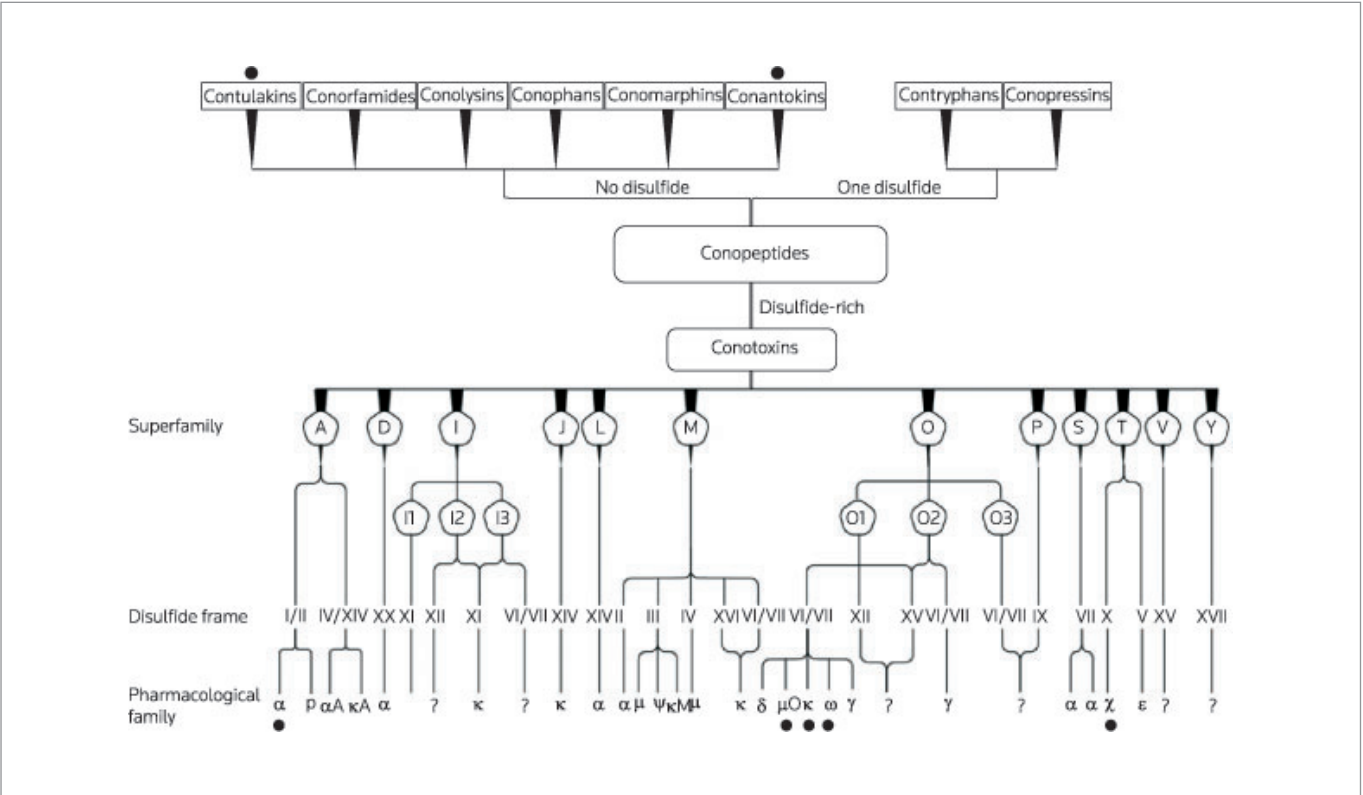 Contulakins Conorfamides Conolysins Conophans Conomarphins Conantokins Contryphans Conopressins
No disulfide One disulfide
Conopeptides
Disulfide-rich
Conotoxins
Superfamily A D I J L M O P S T V Y
I1 I2 I3 O1 O2 O3
Disulfide frame I/II IV/XIV XX XI XII XI VI/VII XIV XIV II III IV XVI VI/VII VI/VII XII XV VI/VII VI/VII IX VII X V XV XVII
Pharmacological
family
α ρ αA κA α ? κ ? κ α α μ ψ κM μ κ δ μO κ ω γ ? γ ? α α χ ε ? ?